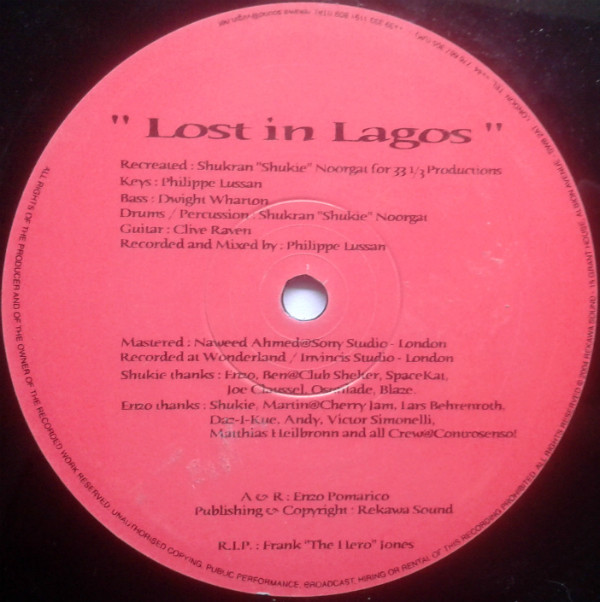 " Lost in Lagos "
Recreated : Shukran "Shukie" Noorgat for 33 1/3 Productions
Keys : Philippe Lussan
Bass : Dwight Wharton
Drums / Percussion : Shukran "Shukie" Noorgat
Guitar : Clive Raven
Recorded and Mixed by : Philippe Lussan
Mastered : Naweed Ahmed@Sony Studio - London
Recorded at Wonderland / Invincis Studio - London
Shukie thanks : Enzo, Ben@Club Shelter, SpaceKat,
Joe Claussel, Osunlade, Blaze.
Enzo thanks : Shukie, Martin@Cherry Jam, Lars Behrenroth,
Daz-I-Kue, Andy, Victor Simonelli,
Matthias Heilbronn and all Crew@Controsenso!
A & R : Enzo Pomarico
Publishing & Copyright : Rekawa Sound
R.I.P. : Frank "The Hero" Jones
ALL RIGHTS OF THE PRODUCER AND OF THE OWNER OF THE RECORDED WORK RESERVED. UNAUTHORISED COPYING, PUBLIC PERFORMANCE, BROADCAST, HIRING OR RENTAL OF THIS RECORDING PROHIBITED. ALL RIGHTS RESERVED © 2004 REKAWA SOUND